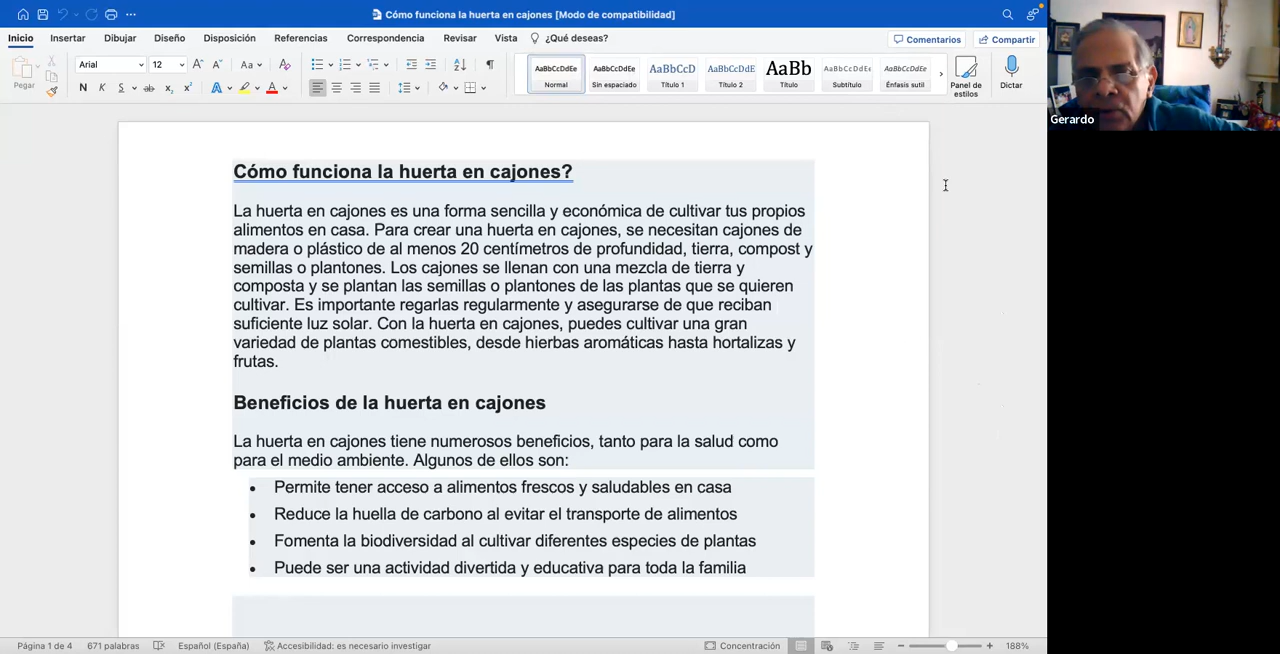 Cómo funciona la huerta en cajones [Modo de compatibilidad]
Inicio Insertar Dibujar Diseño Disposición Referencias Correspondencia Revisar Vista ¿Qué deseas? Comentarios Compartir
Pegar
Arial 12
N K S ab x₂ x²
AaBbCcDdEe AaBbCcDdEe AaBbCcD AaBbCcDdE AaBb AaBbCcDdEe AaBbCcDdEe
Normal Sin espaciado Título 1 Título 2 Título Subtítulo Énfasis sutil
Panel de estilos
Dictar
Gerardo
Cómo funciona la huerta en cajones?
La huerta en cajones es una forma sencilla y económica de cultivar tus propios
alimentos en casa. Para crear una huerta en cajones, se necesitan cajones de
madera o plástico de al menos 20 centímetros de profundidad, tierra, compost y
semillas o plantones. Los cajones se llenan con una mezcla de tierra y
composta y se plantan las semillas o plantones de las plantas que se quieren
cultivar. Es importante regarlas regularmente y asegurarse de que reciban
suficiente luz solar. Con la huerta en cajones, puedes cultivar una gran
variedad de plantas comestibles, desde hierbas aromáticas hasta hortalizas y
frutas.
Beneficios de la huerta en cajones
La huerta en cajones tiene numerosos beneficios, tanto para la salud como
para el medio ambiente. Algunos de ellos son:
• Permite tener acceso a alimentos frescos y saludables en casa
• Reduce la huella de carbono al evitar el transporte de alimentos
• Fomenta la biodiversidad al cultivar diferentes especies de plantas
• Puede ser una actividad divertida y educativa para toda la familia
Página 1 de 4 671 palabras Español (España) Accesibilidad: es necesario investigar Concentración 188%